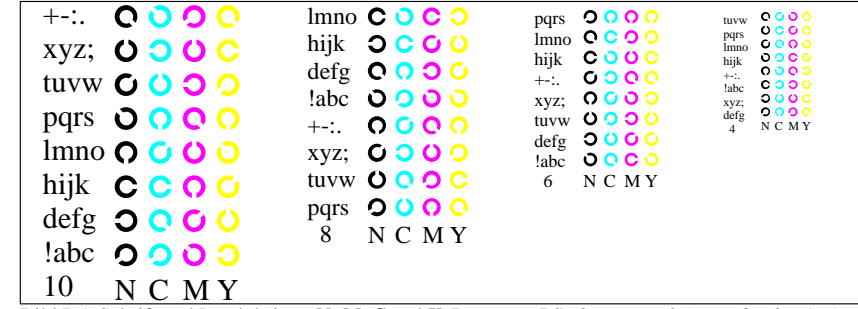 +-:.
xyz;
tuvw
pqrs
lmno
hijk
defg
!abc
10 N C M Y
lmno
hijk
defg
!abc
+-:.
xyz;
tuvw
pqrs
8 N C M Y
pqrs
lmno
hijk
+-:.
xyz;
tuvw
defg
!abc
6 N C M Y
tuvw
pqrs
lmno
hijk
+-:.
!abc
xyz;
defg
4 N C M Y